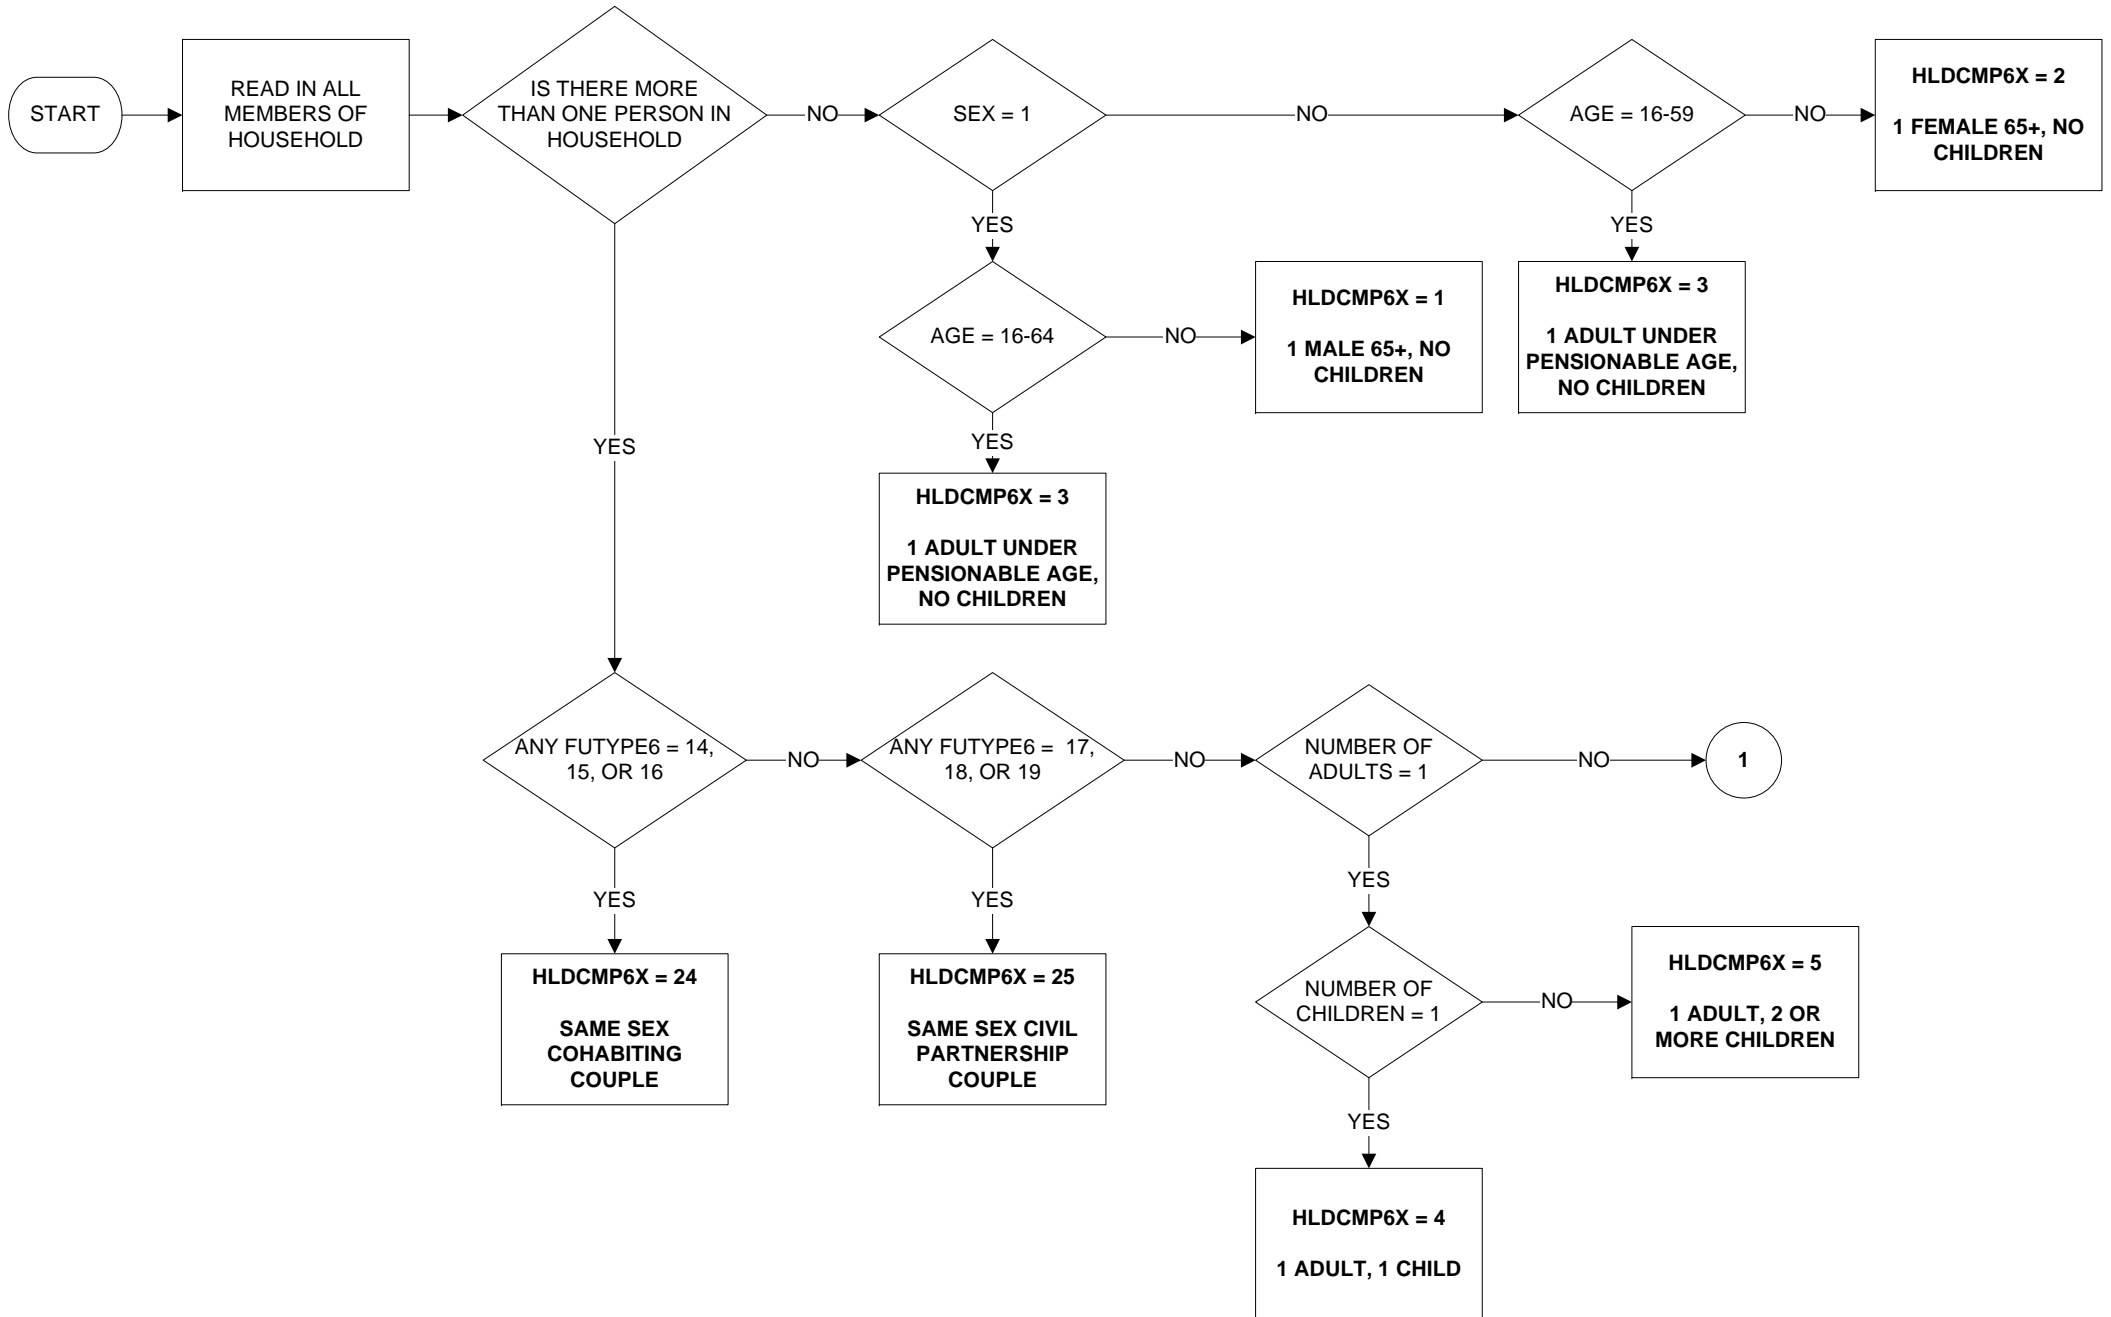 START
READ IN ALL
MEMBERS OF
HOUSEHOLD
IS THERE MORE
THAN ONE PERSON IN
HOUSEHOLD
NO
SEX = 1
NO
AGE = 16-59
NO
HLDCMP6X = 2
1 FEMALE 65+, NO
CHILDREN
YES
YES
AGE = 16-64
NO
HLDCMP6X = 1
1 MALE 65+, NO
CHILDREN
HLDCMP6X = 3
1 ADULT UNDER
PENSIONABLE AGE,
NO CHILDREN
YES
YES
HLDCMP6X = 3
1 ADULT UNDER
PENSIONABLE AGE,
NO CHILDREN
ANY FUTYPE6 = 14,
15, OR 16
NO
ANY FUTYPE6 =  17,
18, OR 19
NO
NUMBER OF
ADULTS = 1
NO
1
YES
YES
YES
HLDCMP6X = 24
SAME SEX
COHABITING
COUPLE
HLDCMP6X = 25
SAME SEX CIVIL
PARTNERSHIP
COUPLE
NUMBER OF
CHILDREN = 1
NO
HLDCMP6X = 5
1 ADULT, 2 OR
MORE CHILDREN
YES
HLDCMP6X = 4
1 ADULT, 1 CHILD